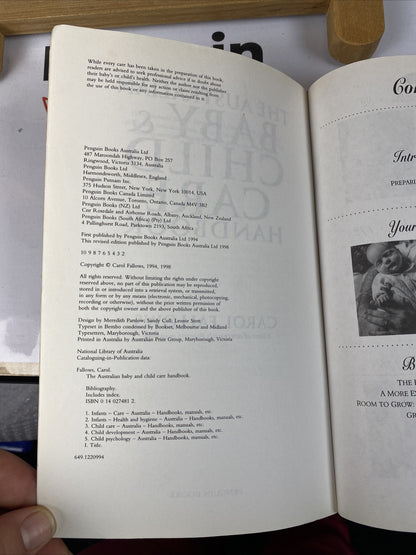 While every care has been taken in the preparation of this book,
readers are advised to seek professional advice if in doubt about
their baby's or child's health. Neither the author nor the publisher
may be held responsible for any action or claim resulting from
the use of this book or any information contained in it.
Penguin Books Australia Ltd
487 Maroondah Highway, PO Box 257
Ringwood, Victoria 3134, Australia
Penguin Books Ltd
Harmondsworth, Middlesex, England
Penguin Putnam Inc.
375 Hudson Street, New York, New York 10014, USA
Penguin Books Canada Limited
10 Alcorn Avenue, Toronto, Ontario, Canada M4V 3B2
Penguin Books (NZ) Ltd
Cnr Rosedale and Airborne Roads, Albany, Auckland, New Zealand
Penguin Books (South Africa) (Pty) Ltd
4 Pallinghurst Road, Parktown 2193, South Africa
First published by Penguin Books Australia Ltd 1994
This revised edition published by Penguin Books Australia Ltd 1998
10 9 8 7 6 5 4 3 2
Copyright © Carol Fallows, 1994, 1998
All rights reserved. Without limiting the rights under copyright
reserved above, no part of this publication may be reproduced,
stored in or introduced into a retrieval system, or transmitted,
in any form or by any means (electronic, mechanical, photocopying,
recording or otherwise), without the prior written permission of
both the copyright owner and the above publisher of this book.
Design by Meredith Parslow, Sandy Cull, Leonie Stott
Typeset in Bembo condensed by Bookset, Melbourne and Midland
Typesetters, Maryborough, Victoria
Printed in Australia by Australian Print Group, Maryborough, Victoria
National Library of Australia
Cataloguing-in-Publication data
Fallows, Carol.
The Australian baby and child care handbook.
Bibliography.
Includes index.
ISBN 0 14 027481 2.
1. Infants – Care – Australia – Handbooks, manuals, etc.
2. Infants – Health and hygiene – Australia – Handbooks, manuals, etc.
3. Child care – Australia – Handbooks, manuals, etc.
4. Child development – Australia – Handbooks, manuals, etc.
5. Child psychology – Australia – Handbooks, manuals, etc.
I. Title.
649.1220994
Co
Intr
PREPAR
Your
B
THE
A MORE EX
ROOM TO GROW:
GR